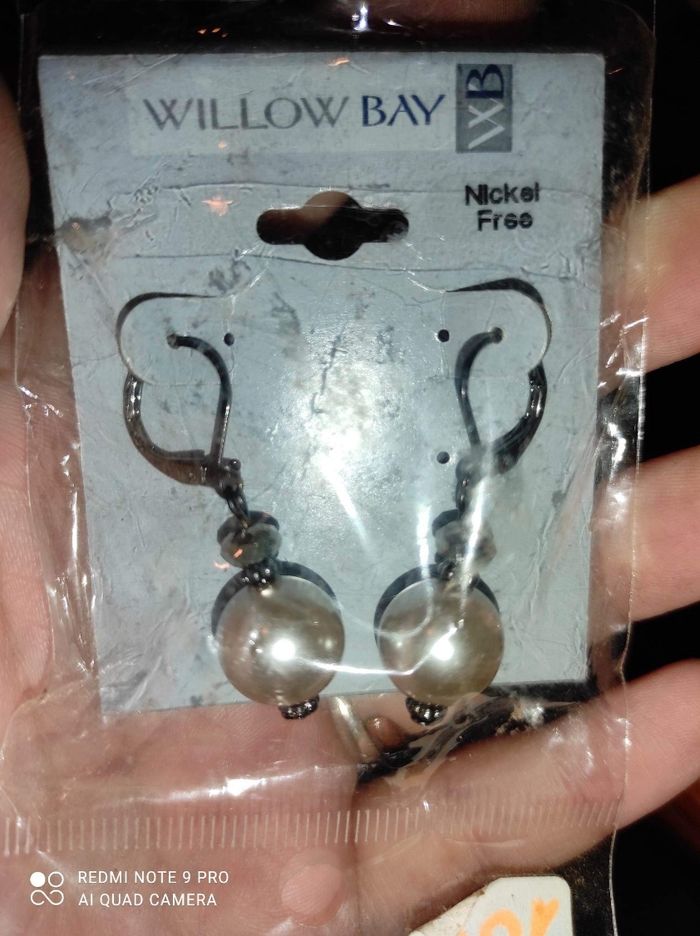 WILLOW BAY WB
Nickel
Free
REDMI NOTE 9 PRO
AI QUAD CAMERA